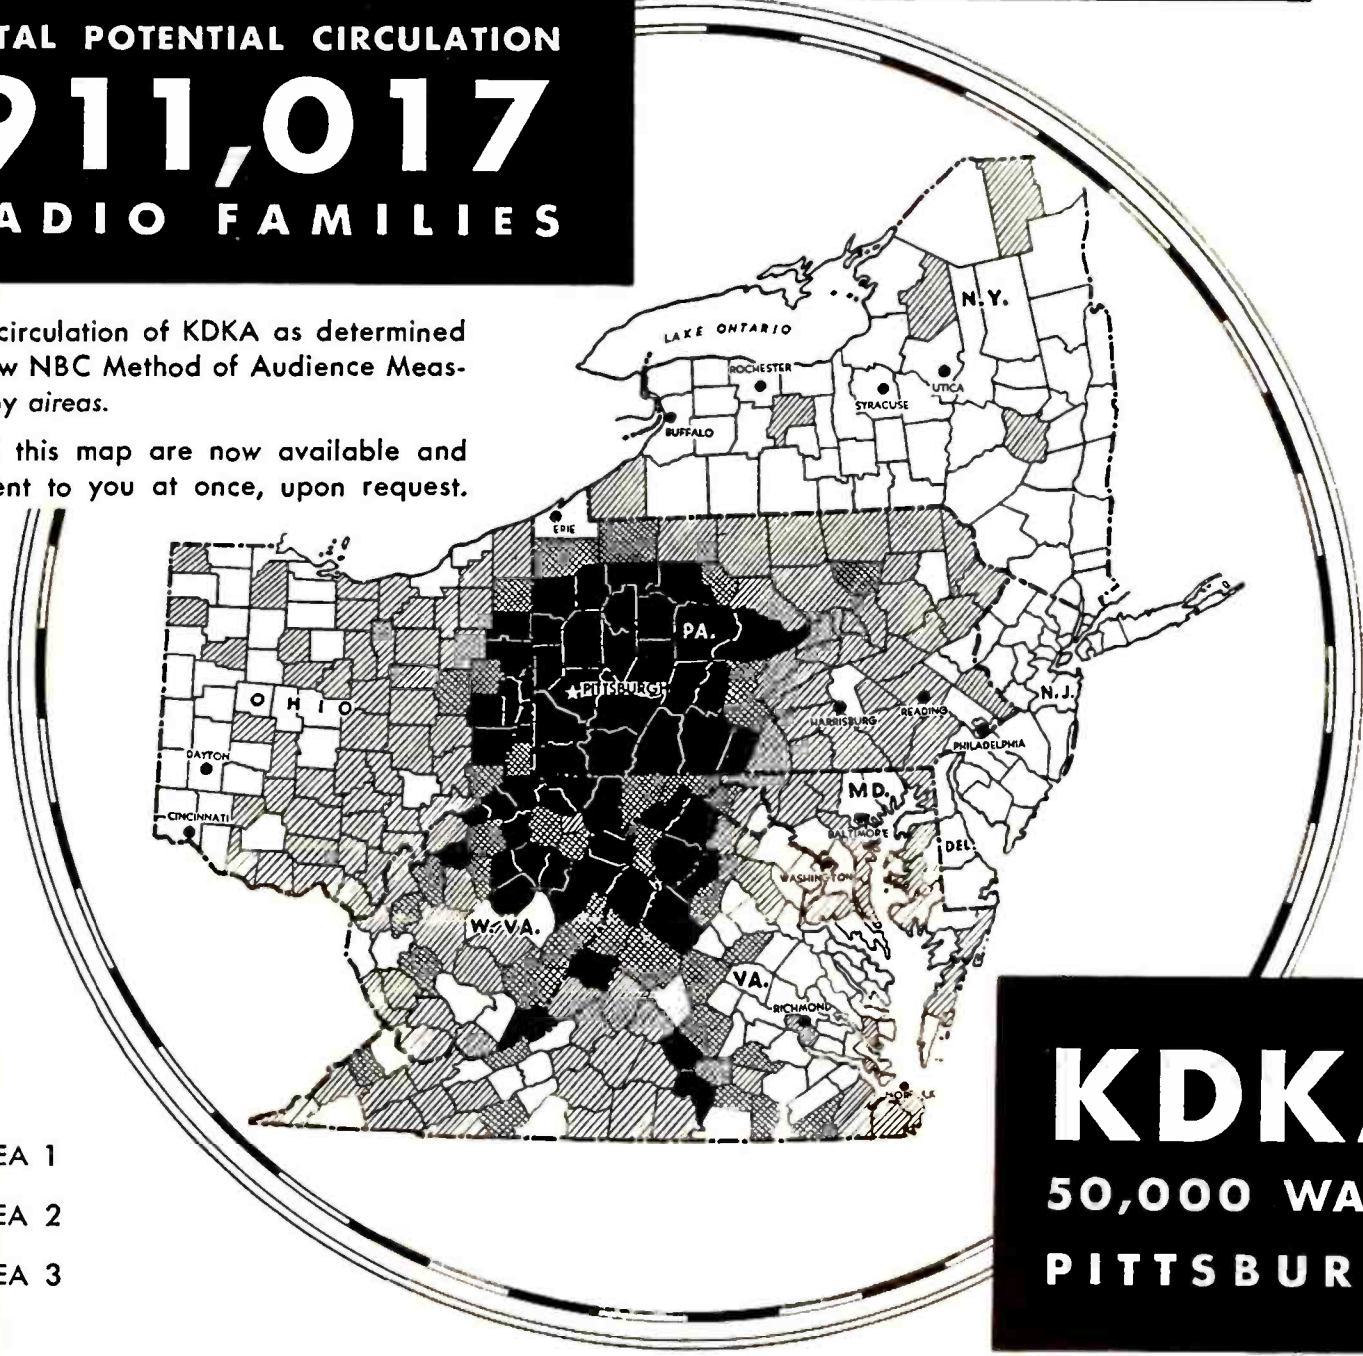 TAL POTENTIAL CIRCULATION
911,017
ADIO FAMILIES
circulation of KDKA as determined
w NBC Method of Audience Meas-
by aireas.
this map are now available and
ent to you at once, upon request.
LAKE ONTARIO
N.Y.
ROCHESTER
UTICA
SYRACUSE
BUFFALO
ERIE
PA.
PITTSBURGH
OHIO
N.J.
HARRISBURG
READING
PHILADELPHIA
DAYTON
MD.
CINCINNATI
BALTIMORE
DEL.
WASHINGTON
W. VA.
VA.
RICHMOND
NORFOLK
KDKA
50,000 WA
PITTSBUR
EA 1
EA 2
EA 3